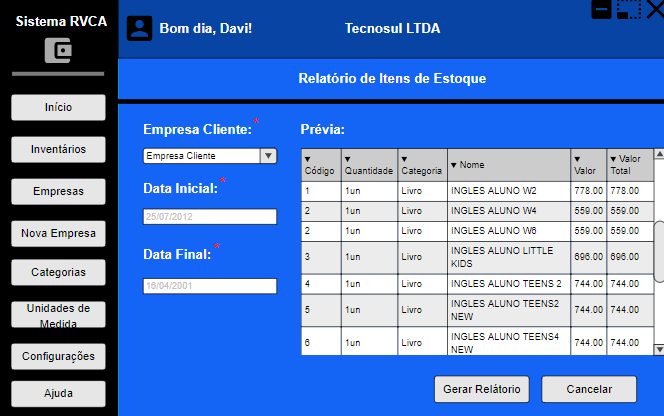 Sistema RVCA
Bom dia, Davi!
Tecnosul LTDA
Relatório de Itens de Estoque
Início
Inventários
Empresas
Nova Empresa
Categorias
Unidades de
Medida
Configurações
Ajuda
Empresa Cliente:*
Empresa Cliente
Data Inicial:*
25/07/2012
Data Final:*
16/04/2001
Prévia:
Código Quantidade Categoria Nome Valor Valor Total
1 1un Livro INGLES ALUNO W2 778.00 778.00
2 1un Livro INGLES ALUNO W4 559.00 559.00
2 1un Livro INGLES ALUNO W6 559.00 559.00
3 1un Livro INGLES ALUNO LITTLE KIDS 696.00 696.00
4 1un Livro INGLES ALUNO TEENS 2 744.00 744.00
5 1un Livro INGLES ALUNO TEENS2 NEW 744.00 744.00
6 1un Livro INGLES ALUNO TEENS4 NEW 744.00 744.00
Gerar Relátorio
Cancelar